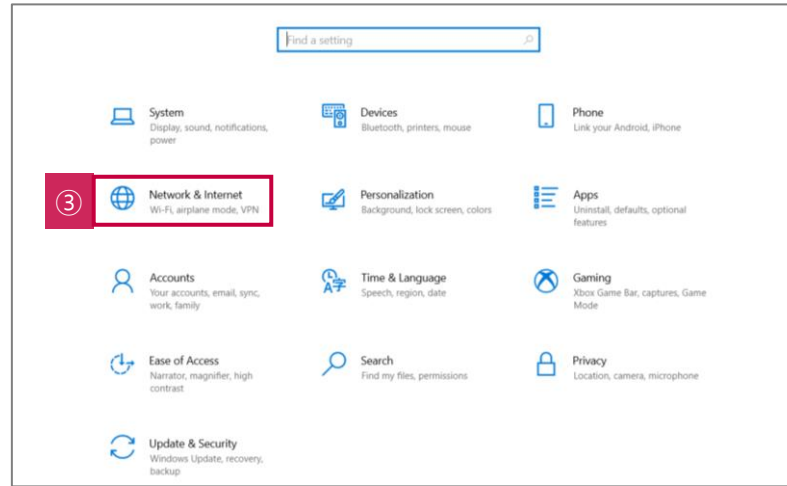 Find a setting
System
Display, sound, notifications,
power
Devices
Bluetooth, printers, mouse
Phone
Link your Android, iPhone
③
Network & Internet
Wi-Fi, airplane mode, VPN
Personalization
Background, lock screen, colors
Apps
Uninstall, defaults, optional
features
Accounts
Your accounts, email, sync,
work, family
Time & Language
Speech, region, date
Gaming
Xbox Game Bar, captures, Game
Mode
Ease of Access
Narrator, magnifier, high
contrast
Search
Find my files, permissions
Privacy
Location, camera, microphone
Update & Security
Windows Update, recovery,
backup